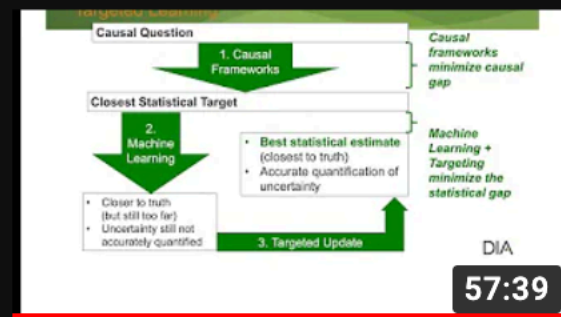 Targeted Learning
Causal Question
1. Causal
Frameworks
Causal
frameworks
minimize causal
gap
Closest Statistical Target
2.
Machine
Learning
• Best statistical estimate
(closest to truth)
• Accurate quantification of
uncertainty
Machine
Learning +
Targeting
minimize the
statistical gap
• Closer to truth
(but still too far)
• Uncertainty still not
accurately quantified
3. Targeted Update
DIA
57:39